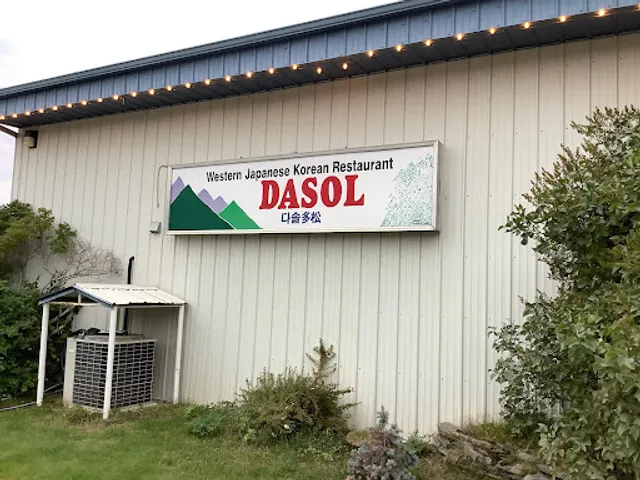 Western Japanese Korean Restaurant
DASOL
다솔多松